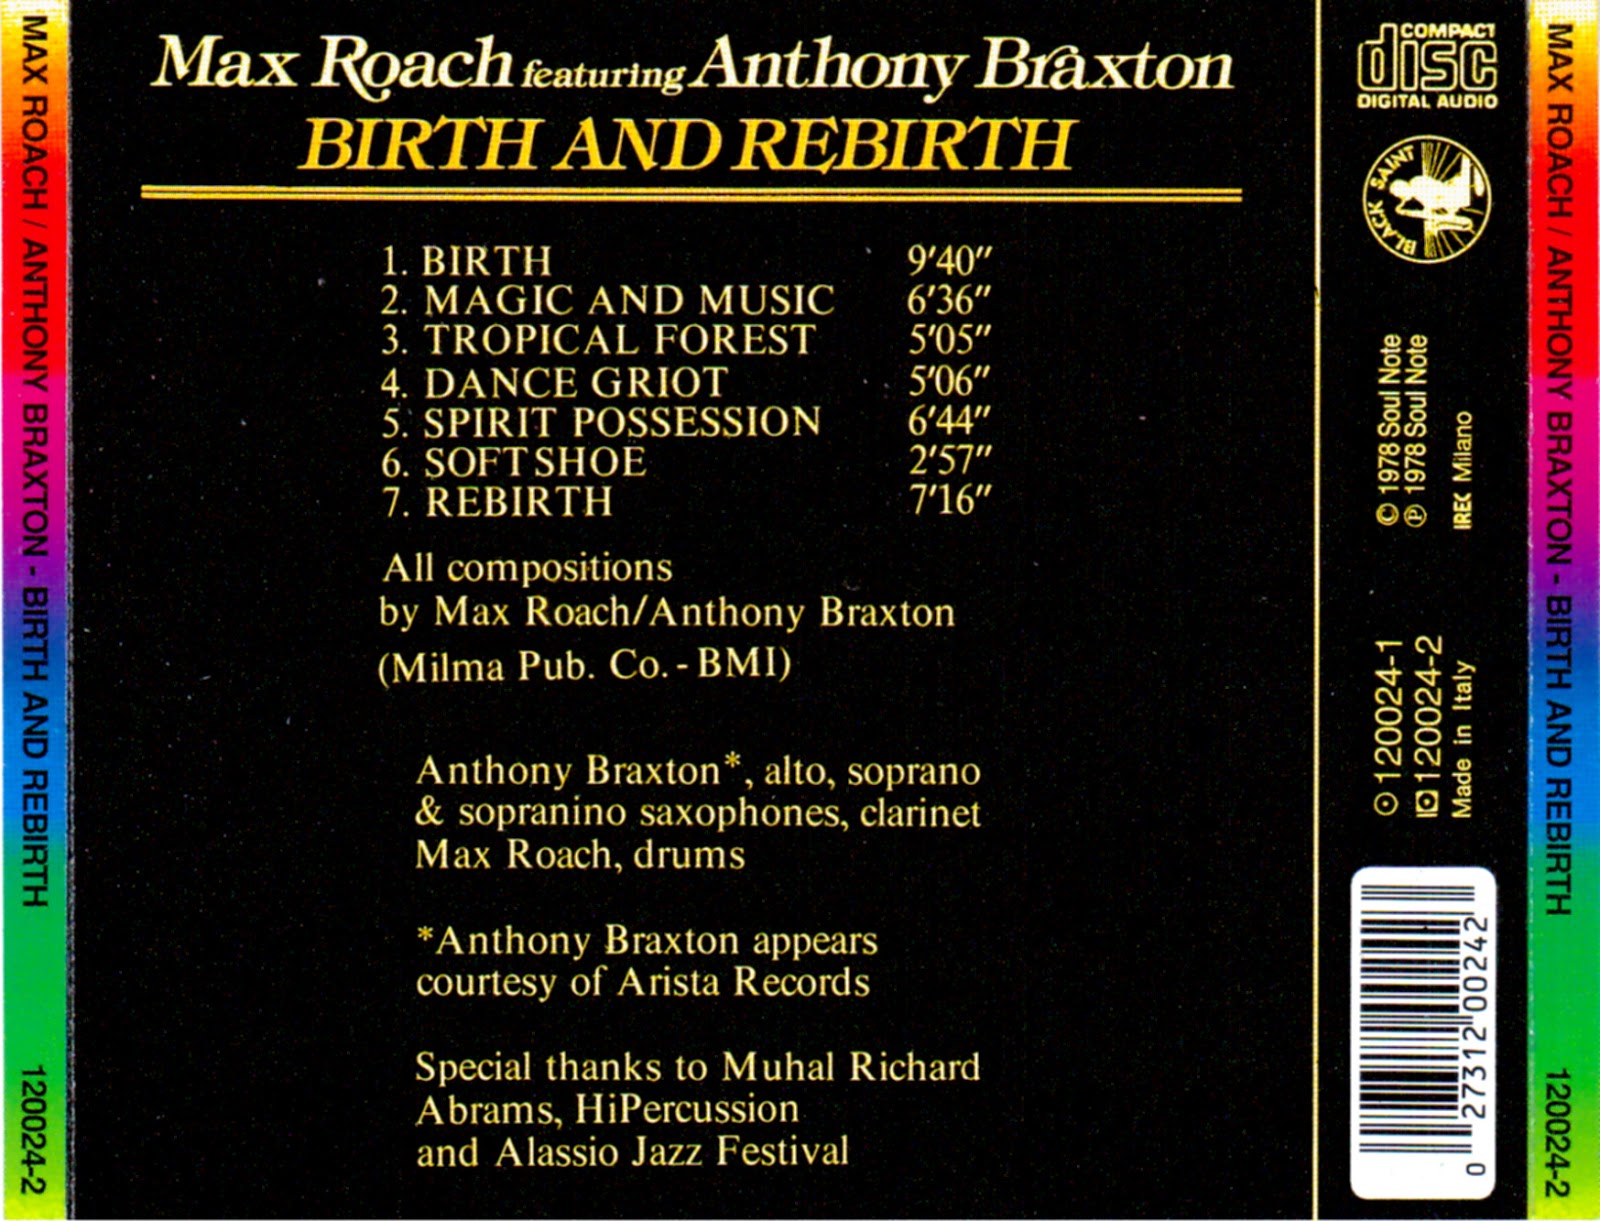 MAX ROACH / ANTHONY BRAXTON - BIRTH AND REBIRTH 120024-2
Max Roach featuring Anthony Braxton
BIRTH AND REBIRTH
1. BIRTH 9'40"
2. MAGIC AND MUSIC 6'36"
3. TROPICAL FOREST 5'05"
4. DANCE GRIOT 5'06"
5. SPIRIT POSSESSION 6'44"
6. SOFT SHOE 2'57"
7. REBIRTH 7'16"
All compositions
by Max Roach/Anthony Braxton
(Milma Pub. Co. - BMI)
Anthony Braxton*, alto, soprano
& sopranino saxophones, clarinet
Max Roach, drums
*Anthony Braxton appears
courtesy of Arista Records
Special thanks to Muhal Richard
Abrams, HiPercussion
and Alassio Jazz Festival
COMPACT
disc
DIGITAL AUDIO
BLACK SAINT
© 1978 Soul Note
℗ 1978 Soul Note
IREC Milano
120024-1
120024-2
Made in Italy
0 27312 00242
MAX ROACH / ANTHONY BRAXTON - BIRTH AND REBIRTH 120024-2